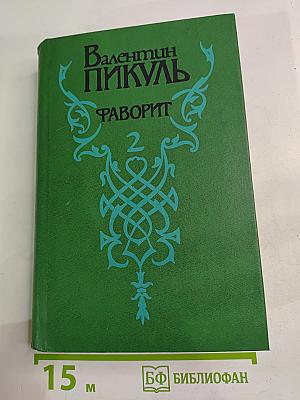 Валентин
ПИКУЛЬ
ФАВОРИТ
2
15 м
БФ БИБЛИОФАН